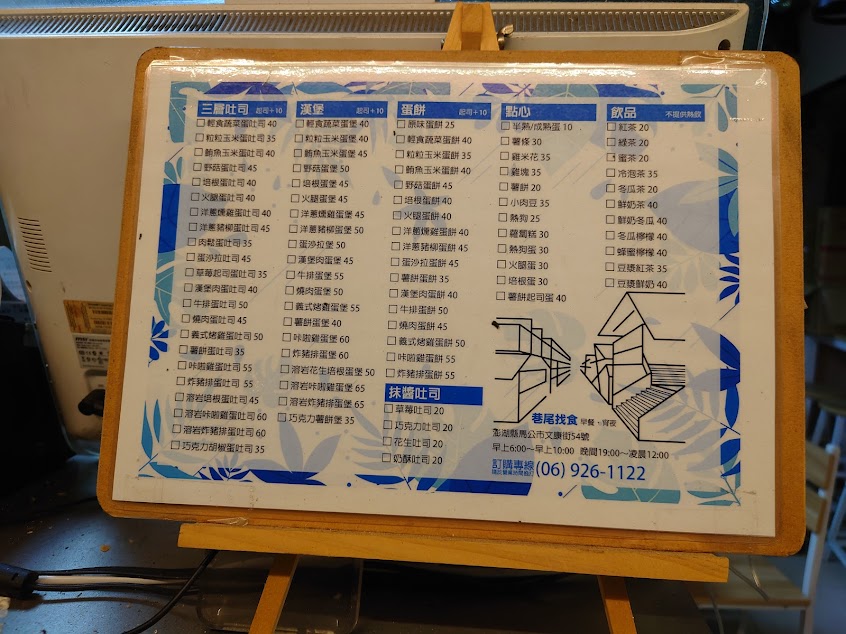 三層吐司 起司+10
輕食蔬菜蛋吐司 40
粒粒玉米蛋吐司 35
鮪魚玉米蛋吐司 40
野菇蛋吐司 45
培根蛋吐司 40
火腿蛋吐司 40
洋蔥燻雞蛋吐司 40
洋蔥豬柳蛋吐司 45
肉鬆蛋吐司 35
蛋沙拉吐司 45
草莓起司蛋吐司 35
漢堡肉蛋吐司 40
牛排蛋吐司 50
燒肉蛋吐司 45
義式烤雞蛋吐司 50
薯餅蛋吐司 35
咔啦雞蛋吐司 55
炸豬排蛋吐司 55
溶岩培根蛋吐司 45
溶岩咔啦雞蛋吐司 60
溶岩炸豬排蛋吐司 60
巧克力胡椒蛋吐司 35
漢堡 起司+10
輕食蔬菜蛋堡 40
粒粒玉米蛋堡 40
鮪魚玉米蛋堡 45
野菇蛋堡 50
培根蛋堡 45
火腿蛋堡 45
洋蔥燻雞蛋堡 45
洋蔥豬柳蛋堡 50
蛋沙拉堡 50
漢堡肉蛋堡 45
牛排蛋堡 55
燒肉蛋堡 50
義式烤雞蛋堡 55
薯餅蛋堡 40
咔啦雞蛋堡 60
炸豬排蛋堡 60
溶岩花生培根蛋堡 50
溶岩咔啦雞蛋堡 65
溶岩炸豬排蛋堡 65
巧克力薯餅蛋堡 35
蛋餅 起司+10
原味蛋餅 25
輕食蔬菜蛋餅 40
粒粒玉米蛋餅 35
鮪魚玉米蛋餅 40
野菇蛋餅 45
培根蛋餅 40
火腿蛋餅 40
洋蔥燻雞蛋餅 40
洋蔥豬柳蛋餅 45
蛋沙拉蛋餅 45
薯餅蛋餅 35
漢堡肉蛋餅 40
牛排蛋餅 50
燒肉蛋餅 45
義式烤雞蛋餅 50
咔啦雞蛋餅 55
炸豬排蛋餅 55
抹醬吐司
草莓吐司 20
巧克力吐司 20
花生吐司 20
奶酥吐司 20
點心
半熟/成熟蛋 10
薯條 30
雞米花 35
雞塊 35
薯餅 20
小肉豆 35
熱狗 25
蘿蔔糕 30
熱狗蛋 30
火腿蛋 30
培根蛋 30
薯餅起司蛋 40
飲品 不提供熱飲
紅茶 20
綠茶 20
蜜茶 20
冷泡茶 35
冬瓜茶 20
鮮奶茶 40
鮮奶冬瓜 40
冬瓜檸檬 40
蜂蜜檸檬 40
豆漿紅茶 35
豆漿鮮奶 40
巷尾找食 早餐、宵夜
澎湖縣馬公市文康街54號
早上6:00~早上10:00 晚間19:00~凌晨12:00
訂購專線 (06) 926-1122